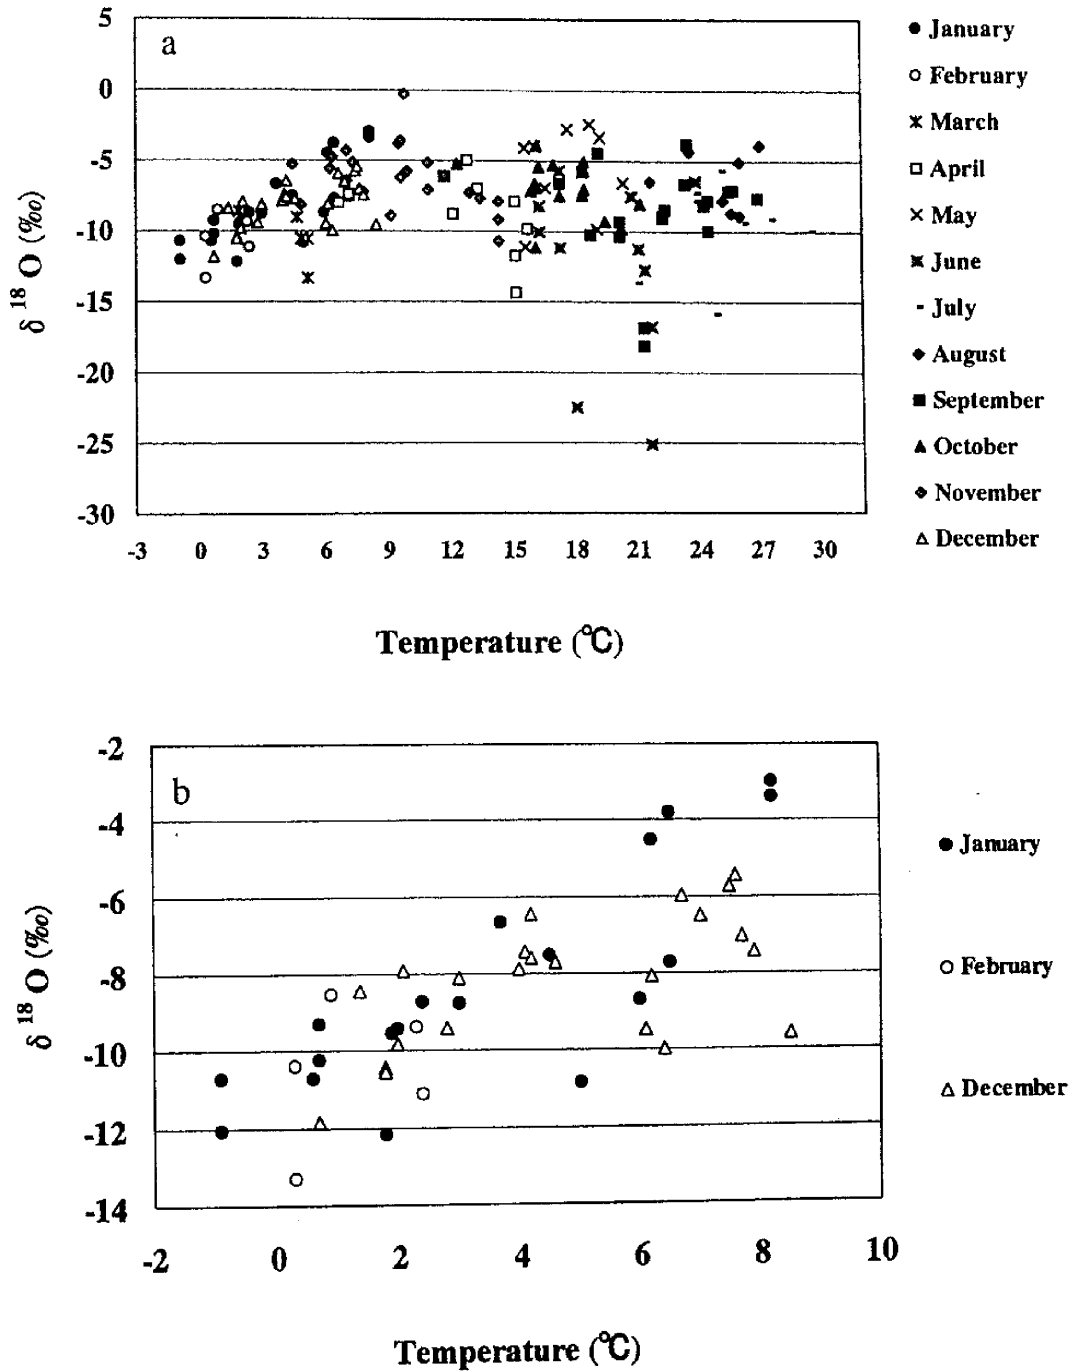 a
5
0
-5
-10
-15
-20
-25
-30
δ 18 O (‰)
-3 0 3 6 9 12 15 18 21 24 27 30
Temperature (℃)
January
February
March
April
May
June
July
August
September
October
November
December
b
-2
-4
-6
-8
-10
-12
-14
δ 18 O (‰)
-2 0 2 4 6 8 10
Temperature (℃)
January
February
December